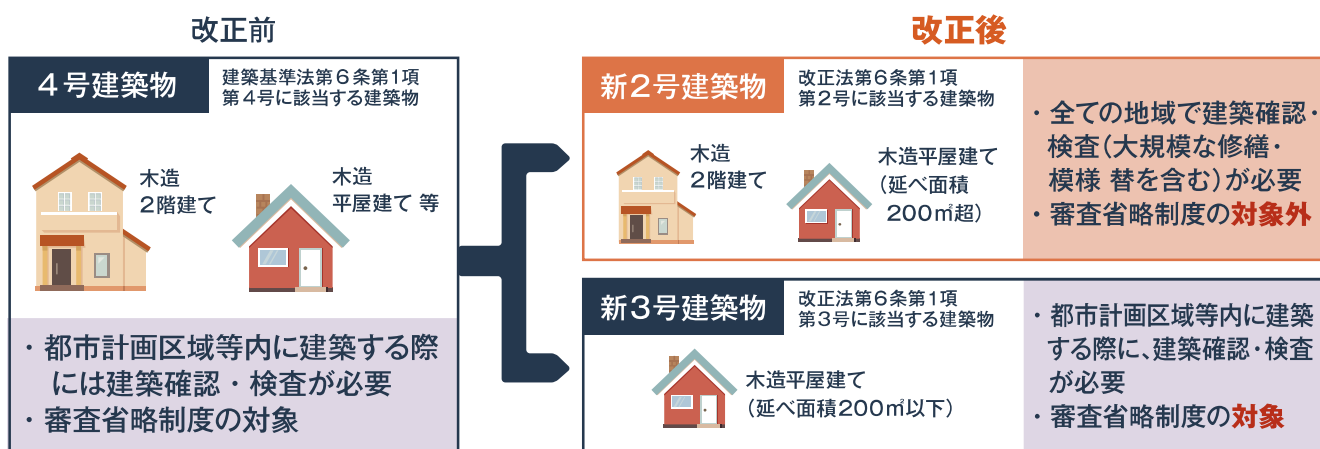 改正前
4号建築物
建築基準法第6条第1項
第4号に該当する建築物
木造
2階建て
木造
平屋建て 等
・都市計画区域等内に建築する際
には建築確認・検査が必要
・審査省略制度の対象
改正後
新2号建築物
改正法第6条第1項
第2号に該当する建築物
木造
2階建て
木造平屋建て
(延べ面積
200㎡超)
・全ての地域で建築確認・
検査(大規模な修繕・
模様 替を含む)が必要
・審査省略制度の対象外
新3号建築物
改正法第6条第1項
第3号に該当する建築物
木造平屋建て
(延べ面積200㎡以下)
・都市計画区域等内に建築
する際に、建築確認・検査
が必要
・審査省略制度の対象